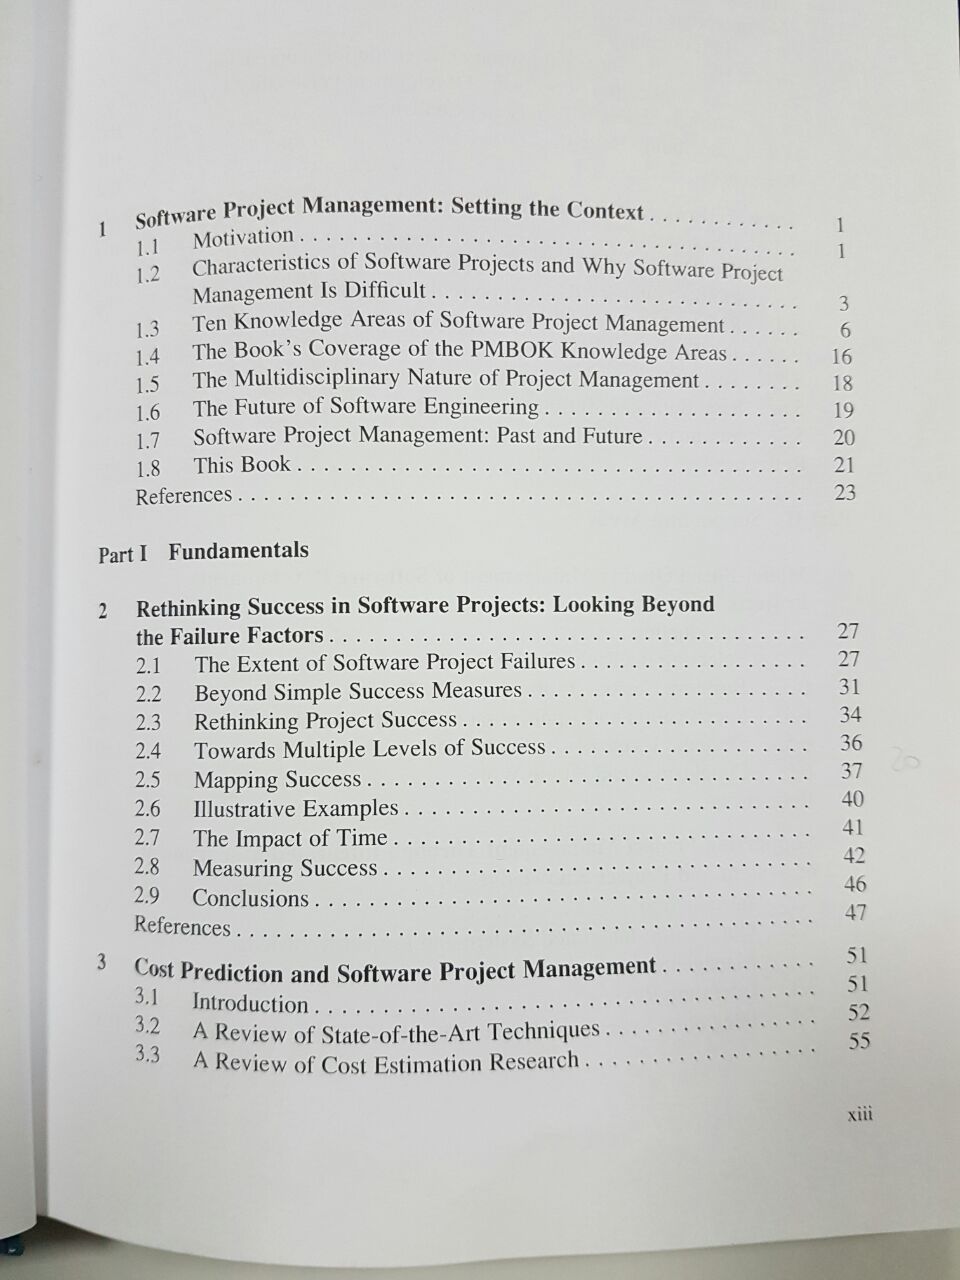 1 Software Project Management: Setting the Context . . . . . . . . . . . . 1
1.1 Motivation . . . . . . . . . . . . . . . . . . . . . . . . . . . . . . . . . . . . . . 1
1.2 Characteristics of Software Projects and Why Software Project
Management Is Difficult . . . . . . . . . . . . . . . . . . . . . . . . . . . . 3
1.3 Ten Knowledge Areas of Software Project Management . . . . . . 6
1.4 The Book's Coverage of the PMBOK Knowledge Areas . . . . . . 16
1.5 The Multidisciplinary Nature of Project Management . . . . . . . . 18
1.6 The Future of Software Engineering . . . . . . . . . . . . . . . . . . . . 19
1.7 Software Project Management: Past and Future . . . . . . . . . . . . 20
1.8 This Book . . . . . . . . . . . . . . . . . . . . . . . . . . . . . . . . . . . . . . . 21
References . . . . . . . . . . . . . . . . . . . . . . . . . . . . . . . . . . . . . . . . . . . 23
Part I Fundamentals
2 Rethinking Success in Software Projects: Looking Beyond
the Failure Factors . . . . . . . . . . . . . . . . . . . . . . . . . . . . . . . . . . . . . 27
2.1 The Extent of Software Project Failures . . . . . . . . . . . . . . . . . . 27
2.2 Beyond Simple Success Measures . . . . . . . . . . . . . . . . . . . . . . 31
2.3 Rethinking Project Success . . . . . . . . . . . . . . . . . . . . . . . . . . . 34
2.4 Towards Multiple Levels of Success . . . . . . . . . . . . . . . . . . . . 36
2.5 Mapping Success . . . . . . . . . . . . . . . . . . . . . . . . . . . . . . . . . . 37
20
2.6 Illustrative Examples . . . . . . . . . . . . . . . . . . . . . . . . . . . . . . . 40
2.7 The Impact of Time . . . . . . . . . . . . . . . . . . . . . . . . . . . . . . . . 41
2.8 Measuring Success . . . . . . . . . . . . . . . . . . . . . . . . . . . . . . . . . 42
2.9 Conclusions . . . . . . . . . . . . . . . . . . . . . . . . . . . . . . . . . . . . . . 46
References . . . . . . . . . . . . . . . . . . . . . . . . . . . . . . . . . . . . . . . . . . . . 47
3 Cost Prediction and Software Project Management . . . . . . . . . . . . 51
3.1 Introduction . . . . . . . . . . . . . . . . . . . . . . . . . . . . . . . . . . . . . . 51
3.2 A Review of State-of-the-Art Techniques . . . . . . . . . . . . . . . . . 52
3.3 A Review of Cost Estimation Research . . . . . . . . . . . . . . . . . . 55
xiii